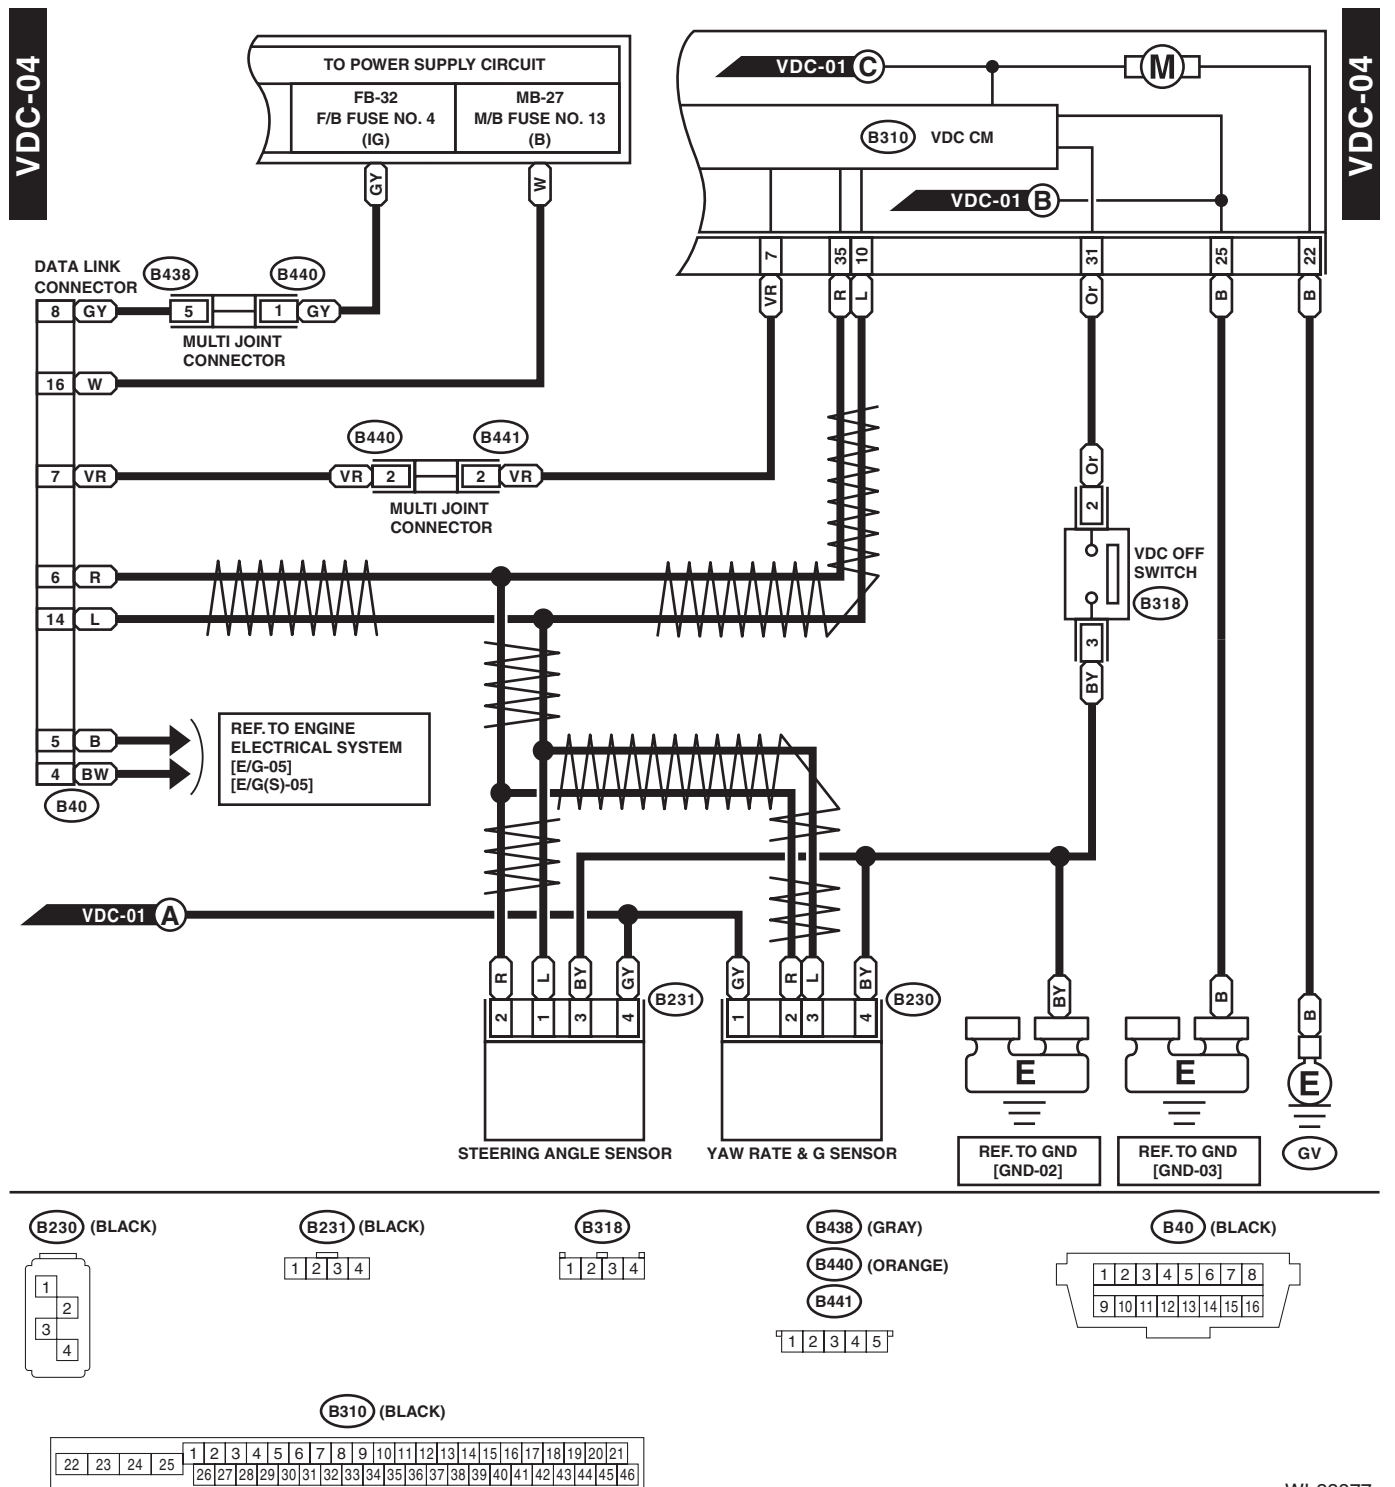 VDC-04
VDC-04
TO POWER SUPPLY CIRCUIT
FB-32
F/B FUSE NO. 4
(IG)
MB-27
M/B FUSE NO. 13
(B)
VDC-01 C
M
B310 VDC CM
VDC-01 B
GY
W
7
35
10
31
25
22
VR
R
L
Or
B
B
DATA LINK
CONNECTOR
B438
B440
8 GY
5
1 GY
MULTI JOINT
CONNECTOR
16 W
B440
B441
7 VR
VR 2
2 VR
MULTI JOINT
CONNECTOR
Or
2
VDC OFF
SWITCH
B318
3
BY
6 R
14 L
5 B
4 BW
B40
REF. TO ENGINE
ELECTRICAL SYSTEM
[E/G-05]
[E/G(S)-05]
VDC-01 A
R
L
BY
GY
B231
GY
R
L
BY
B230
BY
B
B
2
1
3
4
1
2
3
4
E
E
E
STEERING ANGLE SENSOR
YAW RATE & G SENSOR
REF. TO GND
[GND-02]
REF. TO GND
[GND-03]
GV
B230 (BLACK)
1
2
3
4
B231 (BLACK)
1 2 3 4
B318
1 2 3 4
B438 (GRAY)
B440 (ORANGE)
B441
1 2 3 4 5
B40 (BLACK)
1 2 3 4 5 6 7 8
9 10 11 12 13 14 15 16
B310 (BLACK)
1 2 3 4 5 6 7 8 9 10 11 12 13 14 15 16 17 18 19 20 21
22 23 24 25
26 27 28 29 30 31 32 33 34 35 36 37 38 39 40 41 42 43 44 45 46